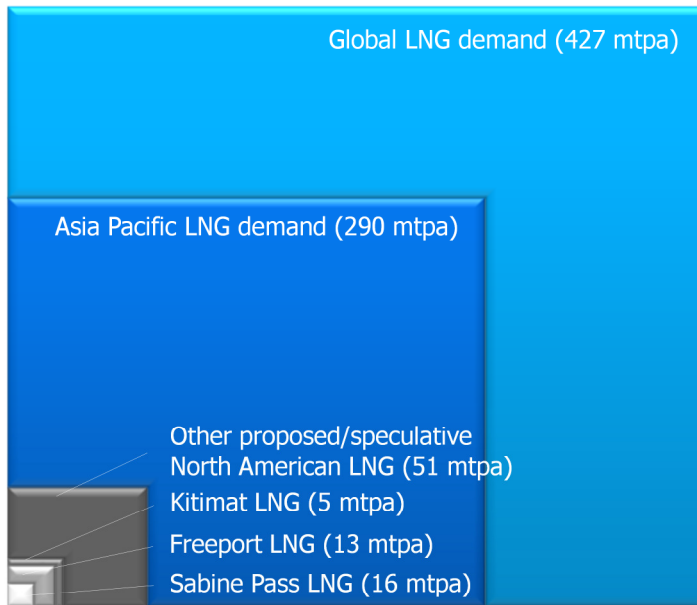 Global LNG demand (427 mtpa)
Asia Pacific LNG demand (290 mtpa)
Other proposed/speculative
North American LNG (51 mtpa)
Kitimat LNG (5 mtpa)
Freeport LNG (13 mtpa)
Sabine Pass LNG (16 mtpa)